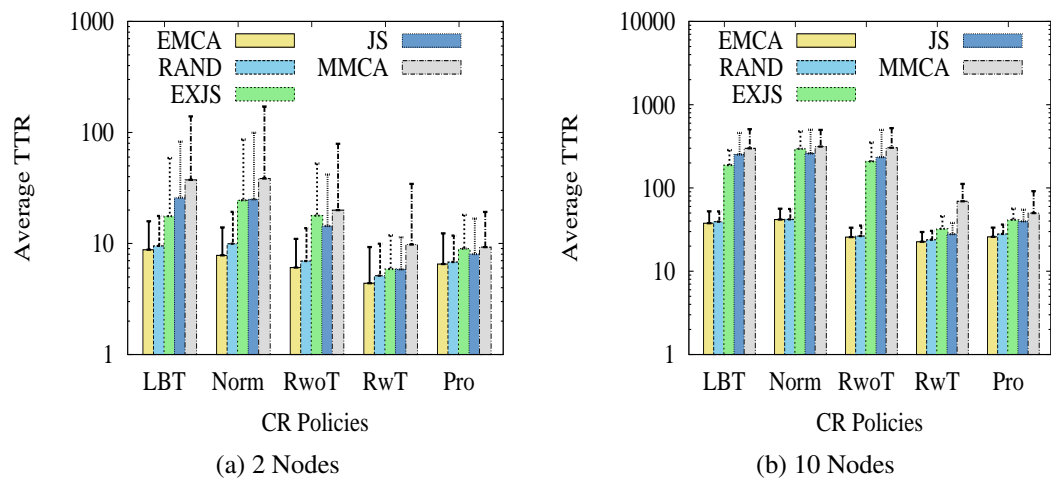 1000
100
10
1
Average TTR
EMCA
RAND
EXJS
JS
MMCA
LBT Norm RwoT RwT Pro
CR Policies
(a) 2 Nodes
10000
1000
100
10
1
Average TTR
EMCA
RAND
EXJS
JS
MMCA
LBT Norm RwoT RwT Pro
CR Policies
(b) 10 Nodes